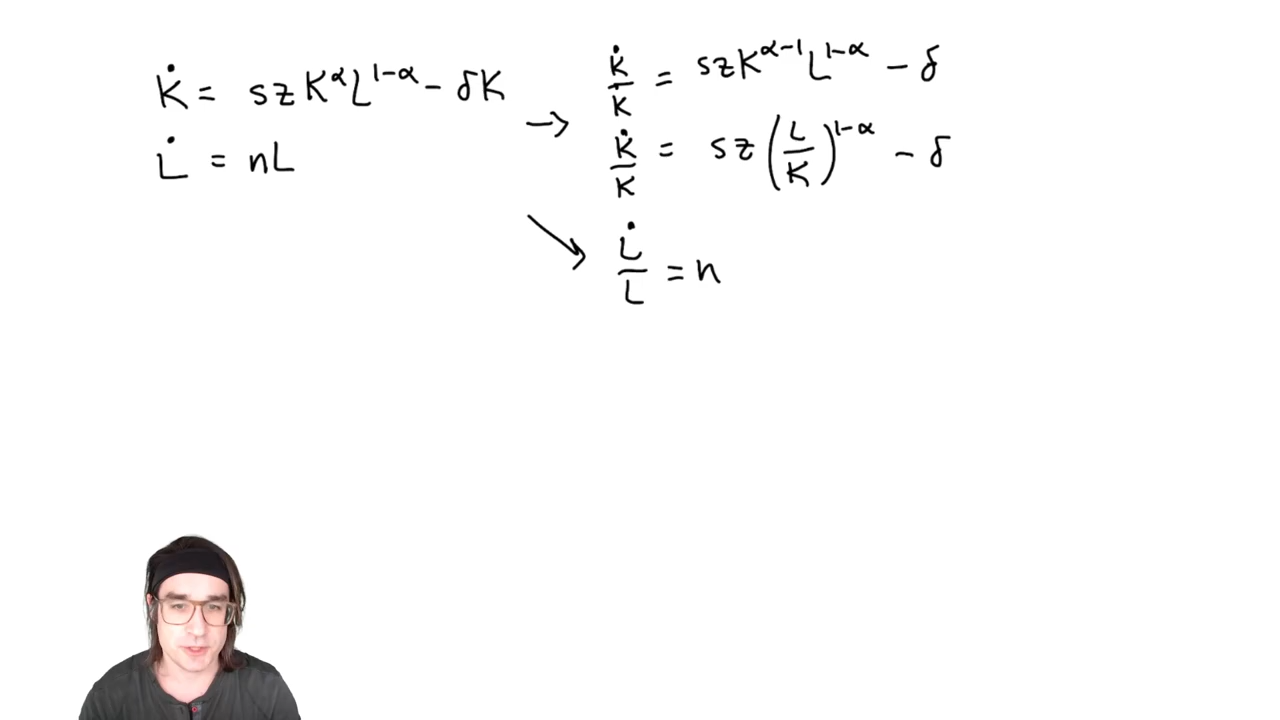 K̇ = szK^α L^{1-α} - δK
L̇ = nL
→ K̇/K = szK^{α-1} L^{1-α} - δ
K̇/K = sz(L/K)^{1-α} - δ
↘ L̇/L = n